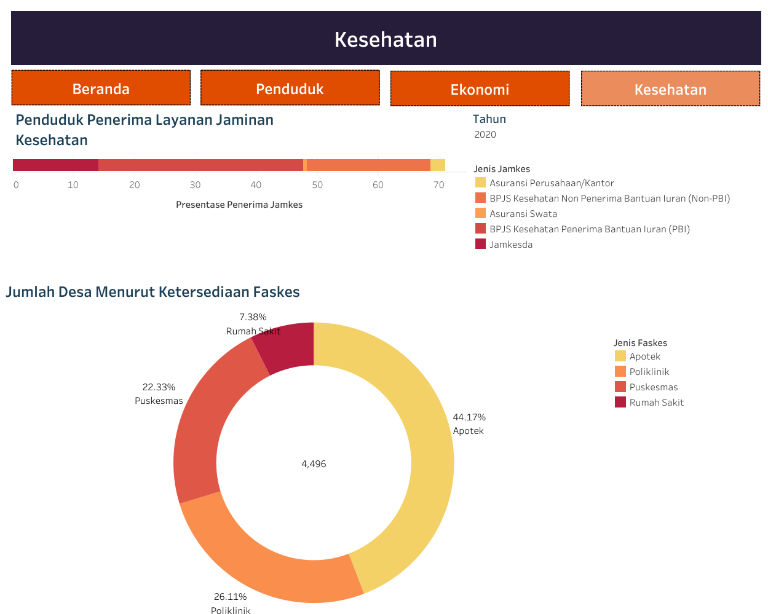 Kesehatan
Beranda
Penduduk
Ekonomi
Kesehatan
Penduduk Penerima Layanan Jaminan
Kesehatan
Tahun
2020
0 10 20 30 40 50 60 70
Presentase Penerima Jamkes
Jenis Jamkes
Asuransi Perusahaan/Kantor
BPJS Kesehatan Non Penerima Bantuan Iuran (Non-PBI)
Asuransi Swata
BPJS Kesehatan Penerima Bantuan Iuran (PBI)
Jamkesda
Jumlah Desa Menurut Ketersediaan Faskes
7.38%
Rumah Sakit
22.33%
Puskesmas
44.17%
Apotek
4,496
26.11%
Poliklinik
Jenis Faskes
Apotek
Poliklinik
Puskesmas
Rumah Sakit